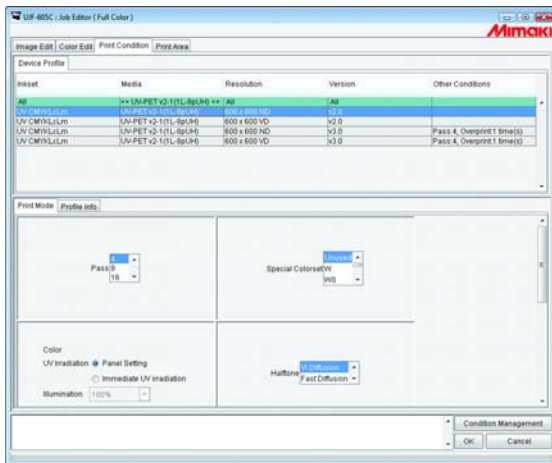 UJF-605C : Job Editor ( Full Color )
Mimaki
Image Edit Color Edit Print Condition Print Area
Device Profile
Inkset Media Resolution Version Other Conditions
All >> UV-PET v2-1(1L-8pUH) << All All
UV CMYKLcLm UV-PET v2-1(1L-8pUH) 600 x 600 ND v2.0
UV CMYKLcLm UV-PET v2-1(1L-8pUH) 600 x 600 VD v2.0
UV CMYKLcLm UV-PET v2-1(1L-8pUH) 600 x 600 ND v3.0 Pass:4, Overprint:1 time(s)
UV CMYKLcLm UV-PET v2-1(1L-8pUH) 600 x 600 VD v3.0 Pass:4, Overprint:1 time(s)
Print Mode Profile Info.
Pass 4
8
16
Special Colorset Unused
W
WS
Color
UV Irradiation Panel Setting
Immediate UV irradiation
Illumination 100%
Halftone VI Diffusion
Fast Diffusion
Condition Management
OK Cancel